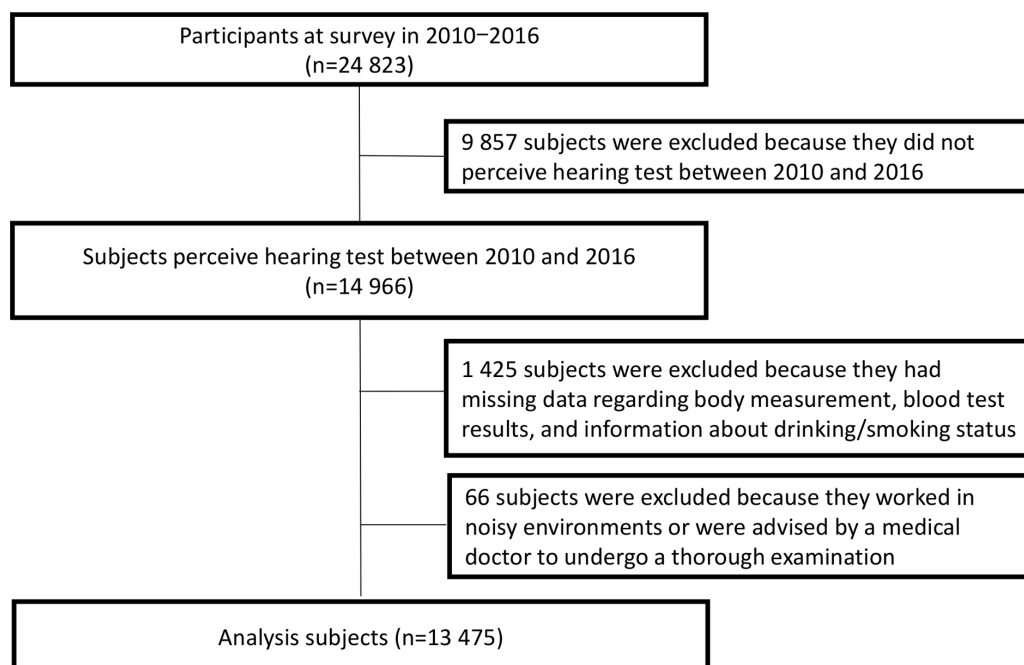 Participants at survey in 2010−2016
(n=24 823)
9 857 subjects were excluded because they did not
perceive hearing test between 2010 and 2016
Subjects perceive hearing test between 2010 and 2016
(n=14 966)
1 425 subjects were excluded because they had
missing data regarding body measurement, blood test
results, and information about drinking/smoking status
66 subjects were excluded because they worked in
noisy environments or were advised by a medical
doctor to undergo a thorough examination
Analysis subjects (n=13 475)